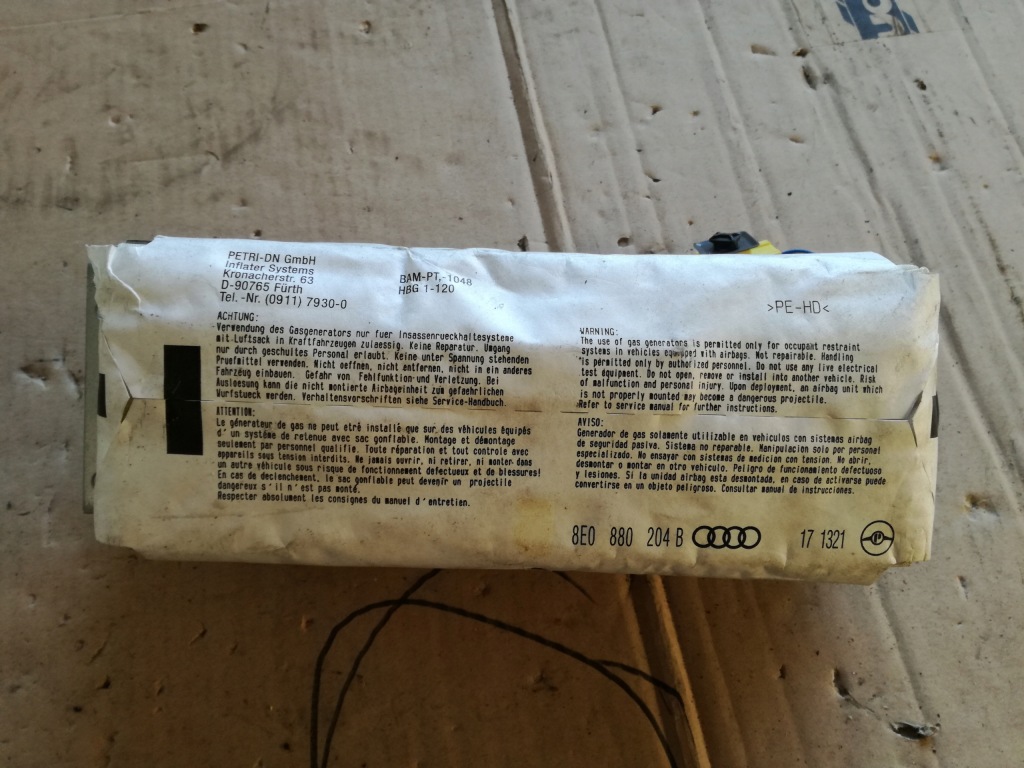 PETRI-DN GmbH
Inflater Systems
Kronacherstr. 63
D-90765 Fürth
Tel. -Nr. (0911) 7930-0
BAM-PT.-1048
HBG 1-120
>PE-HD<
ACHTUNG:
Verwendung des Gasgenerators nur fuer Insassenrueckhaltesysteme
mit Luftsack in Kraftfahrzeugen zulaessig. Keine Reparatur. Umgang
nur durch geschultes Personal erlaubt. Keine unter Spannung stehenden
Pruefmittel verwenden. Nicht oeffnen, nicht entfernen, nicht in ein anderes
Fahrzeug einbauen. Gefahr von Fehlfunktion und Verletzung. Bei
Ausloesung kann die nicht montierte Airbageinheit zum gefaehrlichen
Wurfstueck werden. Verhaltensvorschriften siehe Service-Handbuch.
ATTENTION:
Le générateur de gaz ne peut etre installé que sur des véhicules équipés
d'un systéme de retenue avec sac gonflable. Montage et démontage
seulement par personnel qualifie. Toute réparation et tout controle avec
appareils sous tension interdits. Ne jamais ouvrir, ni retirer, ni monter dans
un autre véhicule sous risque de fonctionnement defectueux et de blessures!
En cas de declenchement, le sac gonflable peut devenir un projectile
dangereux s'il n'est pas monté.
Respecter absolument les consignes du manuel d'entretien.
WARNING:
The use of gas generators is permitted only for occupant restraint
systems in vehicles equipped with airbags. Not repairable. Handling
is permitted only by authorized personnel. Do not use any live electrical
test equipment. Do not open, remove or install into another vehicle. Risk
of malfunction and personal injury. Upon deployment, an airbag unit which
is not properly mounted may become a dangerous projectile.
Refer to service manual for further instructions.
AVISO:
Generador de gas solamente utilizable en vehiculos con sistemas airbag
de seguridad pasiva. Sistema no reparable. Manipulacion solo por personal
especializado. No ensayar con sistemas de medicion con tension. No abrir,
desmontar o montar en otro vehiculo. Peligro de funcionamiento defectuoso
y lesiones. Si la unidad airbag esta desmontada, en caso de activarse puede
convertirse en un objeto peligroso. Consultar manual de instrucciones.
8E0 880 204 B 17 1321 P